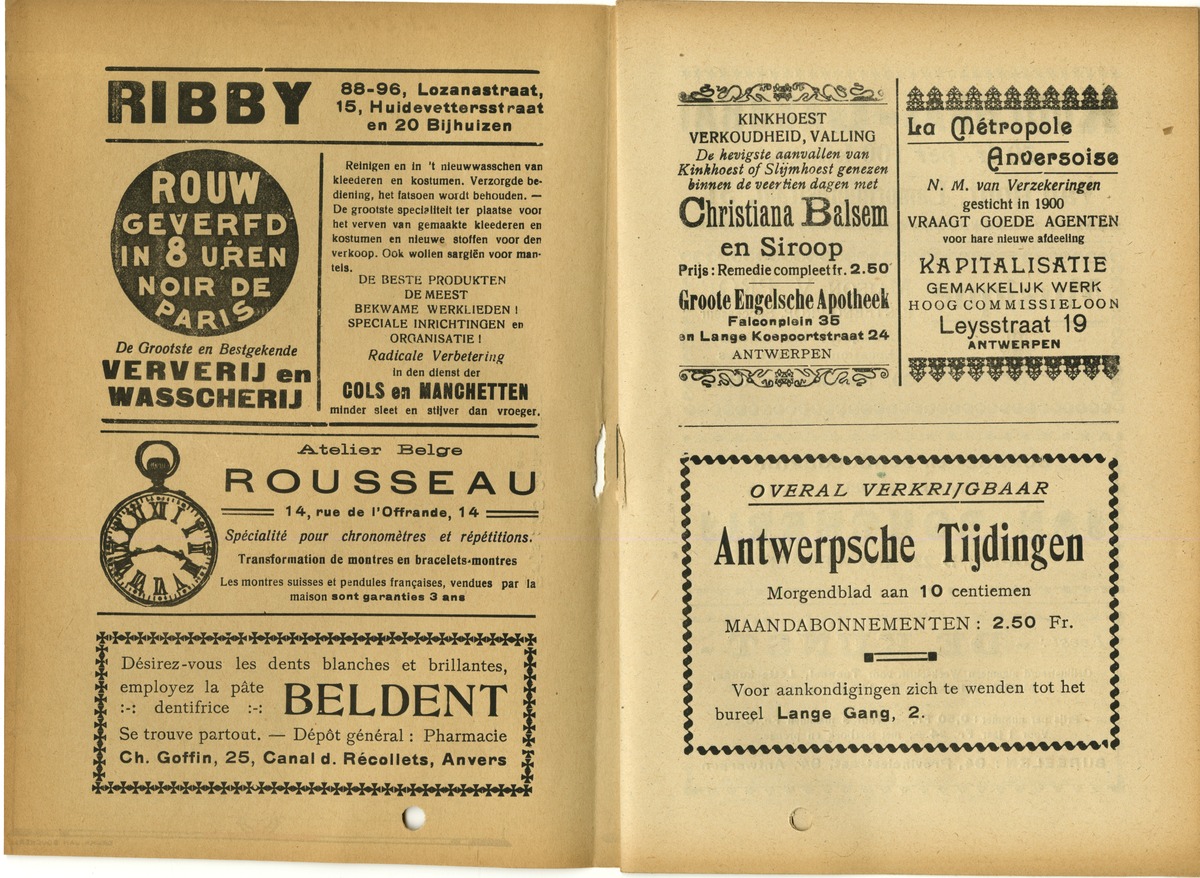 RIBBY
88-96, Lozanastraat,
15, Huidevettersstraat
en 20 Bijhuizen
ROUW
GEVERFD
IN 8 UREN
NOIR DE
PARIS
De Grootste en Bestgekende
VERVERIJ en
WASSCHERIJ
Reinigen en in 't nieuwwasschen van
kleederen en kostumen. Verzorgde be-
diening, het fatsoen wordt behouden. —
De grootste specialiteit ter plaatse voor
het verven van gemaakte kleederen en
kostumen en nieuwe stoffen voor den
verkoop. Ook wollen sargiën voor man-
tels.
DE BESTE PRODUKTEN
DE MEEST
BEKWAME WERKLIEDEN !
SPECIALE INRICHTINGEN en
ORGANISATIE !
Radicale Verbetering
in den dienst der
COLS en MANCHETTEN
minder sleet en stijver dan vroeger.
Atelier Belge
ROUSSEAU
14, rue de l'Offrande, 14
Spécialité pour chronomètres et répétitions.
Transformation de montres en bracelets-montres
Les montres suisses et pendules françaises, vendues par la
maison sont garanties 3 ans
Désirez-vous les dents blanches et brillantes,
employez la pâte
:-: dentifrice :-:
BELDENT
Se trouve partout. — Dépôt général : Pharmacie
Ch. Goffin, 25, Canal d. Récollets, Anvers
KINKHOEST
VERKOUDHEID, VALLING
De hevigste aanvallen van
Kinkhoest of Slijmhoest genezen
binnen de veertien dagen met
Christiana Balsem
en Siroop
Prijs : Remedie compleet fr. 2.50
Groote Engelsche Apotheek
Falconplein 35
en Lange Koepoortstraat 24
ANTWERPEN
La Métropole
Anversoise
N. M. van Verzekeringen
gesticht in 1900
VRAAGT GOEDE AGENTEN
voor hare nieuwe afdeeling
KAPITALISATIE
GEMAKKELIJK WERK
HOOG COMMISSIELOON
Leysstraat 19
ANTWERPEN
OVERAL VERKRIJGBAAR
Antwerpsche Tijdingen
Morgendblad aan 10 centiemen
MAANDABONNEMENTEN : 2.50 Fr.
Voor aankondigingen zich te wenden tot het
bureel Lange Gang, 2.